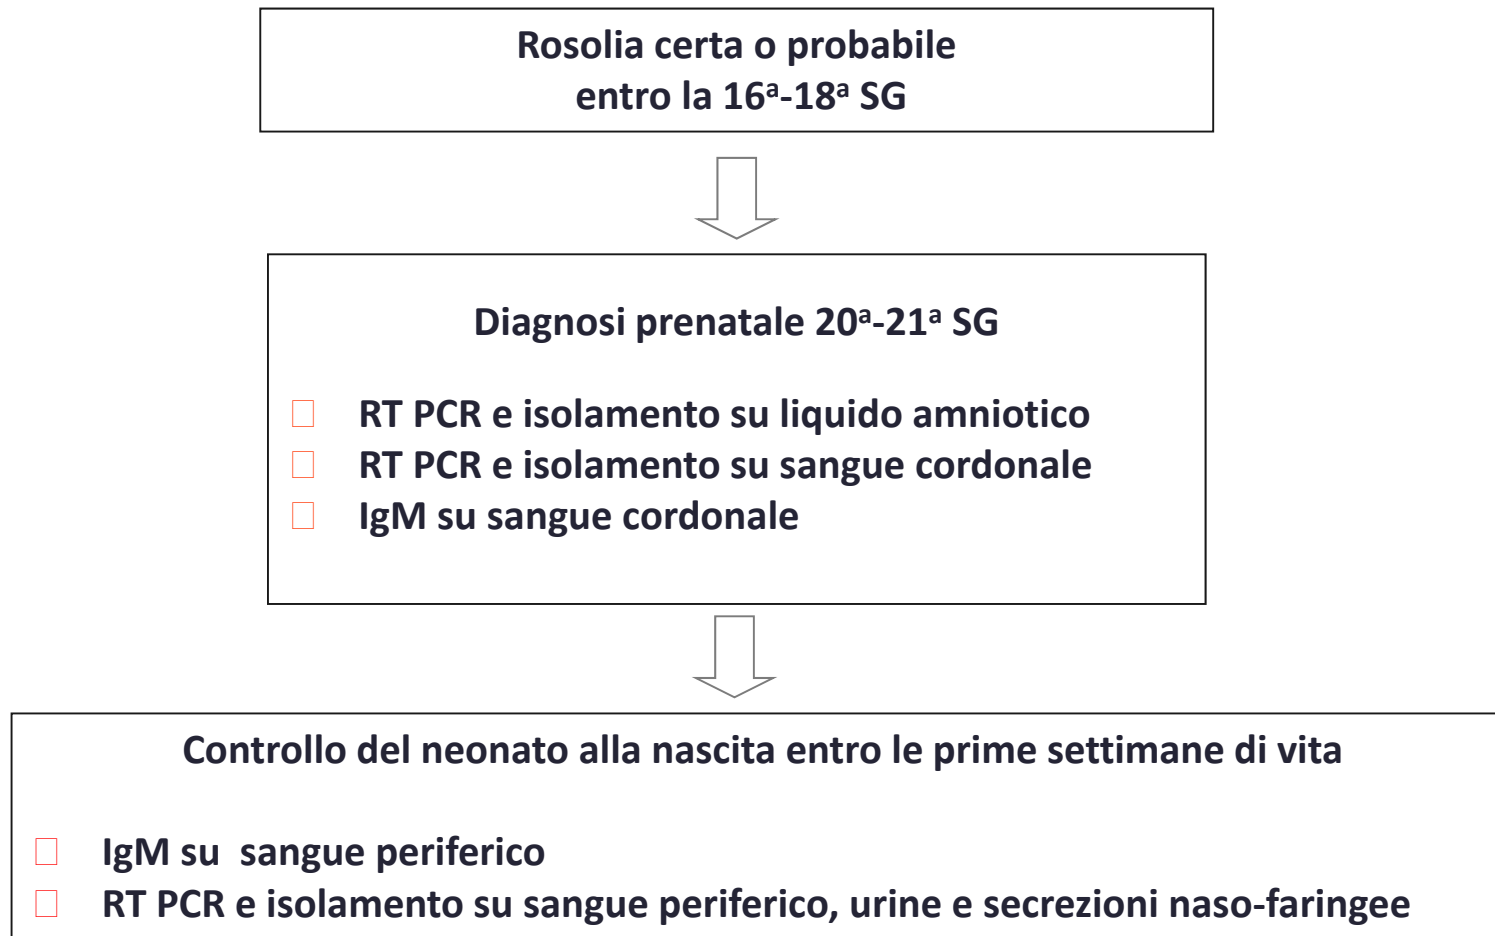 Rosolia certa o probabile
entro la 16ª-18ª SG
Diagnosi prenatale 20ª-21ª SG
RT PCR e isolamento su liquido amniotico
RT PCR e isolamento su sangue cordonale
IgM su sangue cordonale
Controllo del neonato alla nascita entro le prime settimane di vita
IgM su sangue periferico
RT PCR e isolamento su sangue periferico, urine e secrezioni naso-faringee